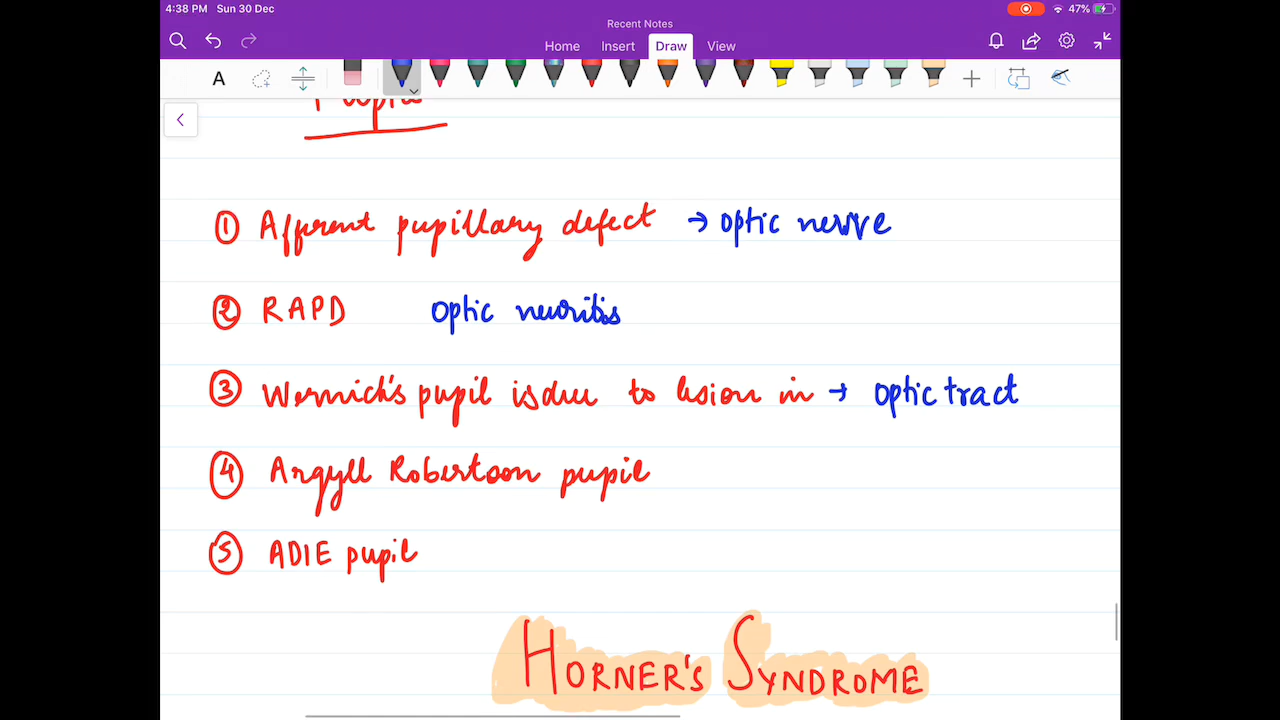 4:38 PM Sun 30 Dec
47%
Recent Notes
Home Insert Draw View
A
① Afferent pupillary defect → optic nerve
② RAPD optic neuritis
③ Wernich's pupil is due to lesion in → optic tract
④ Argyll Robertson pupil
⑤ ADIE pupil
HORNER'S SYNDROME